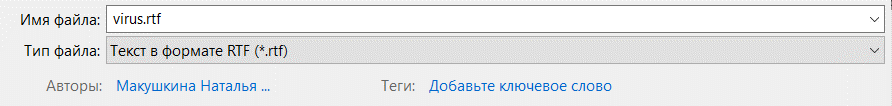 Имя файла: virus.rtf
Тип файла: Текст в формате RTF (*.rtf)
Авторы: Макушкина Наталья ... Теги: Добавьте ключевое слово